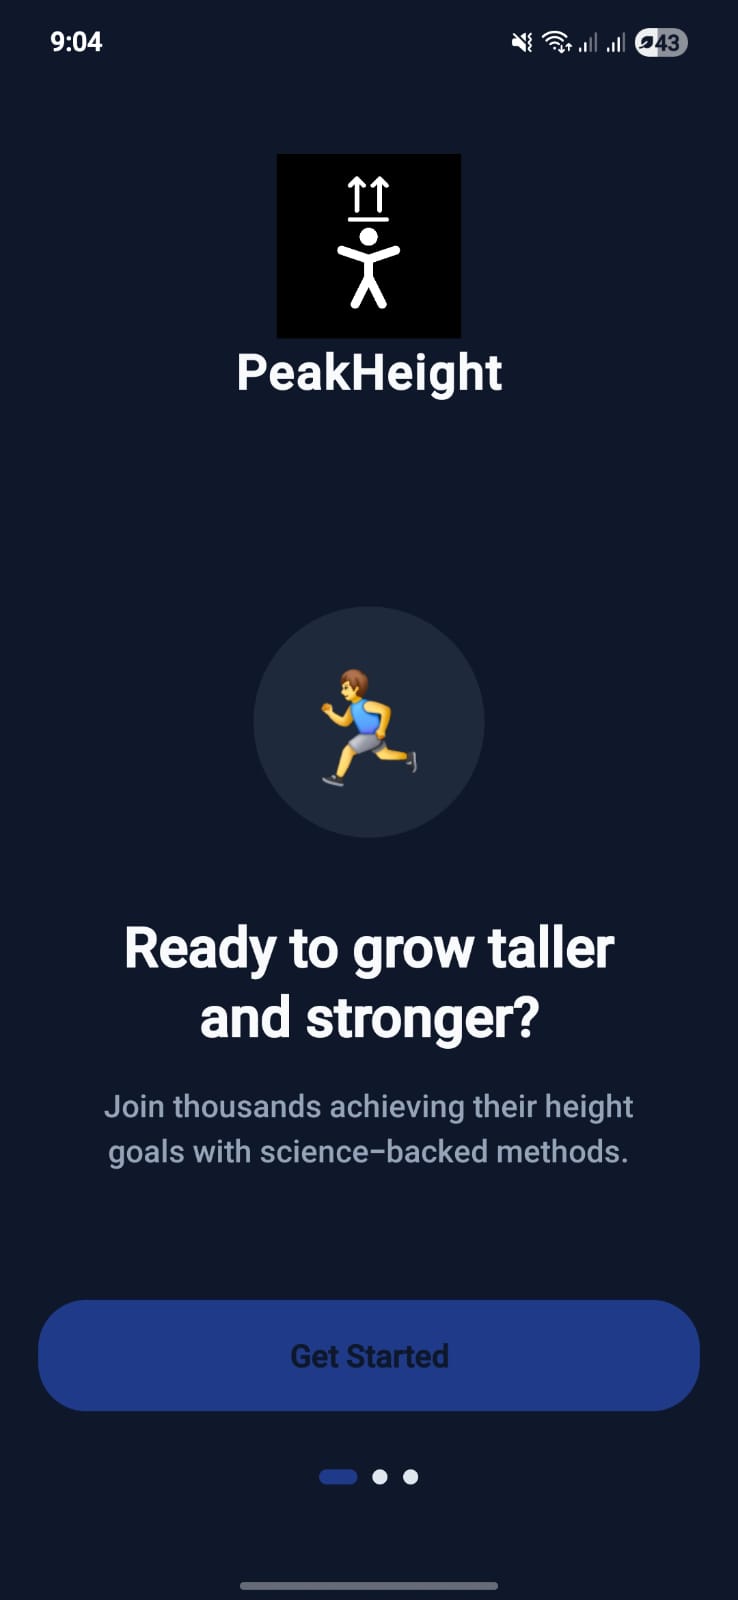 9:04
43
PeakHeight
Ready to grow taller
and stronger?
Join thousands achieving their height
goals with science-backed methods.
Get Started